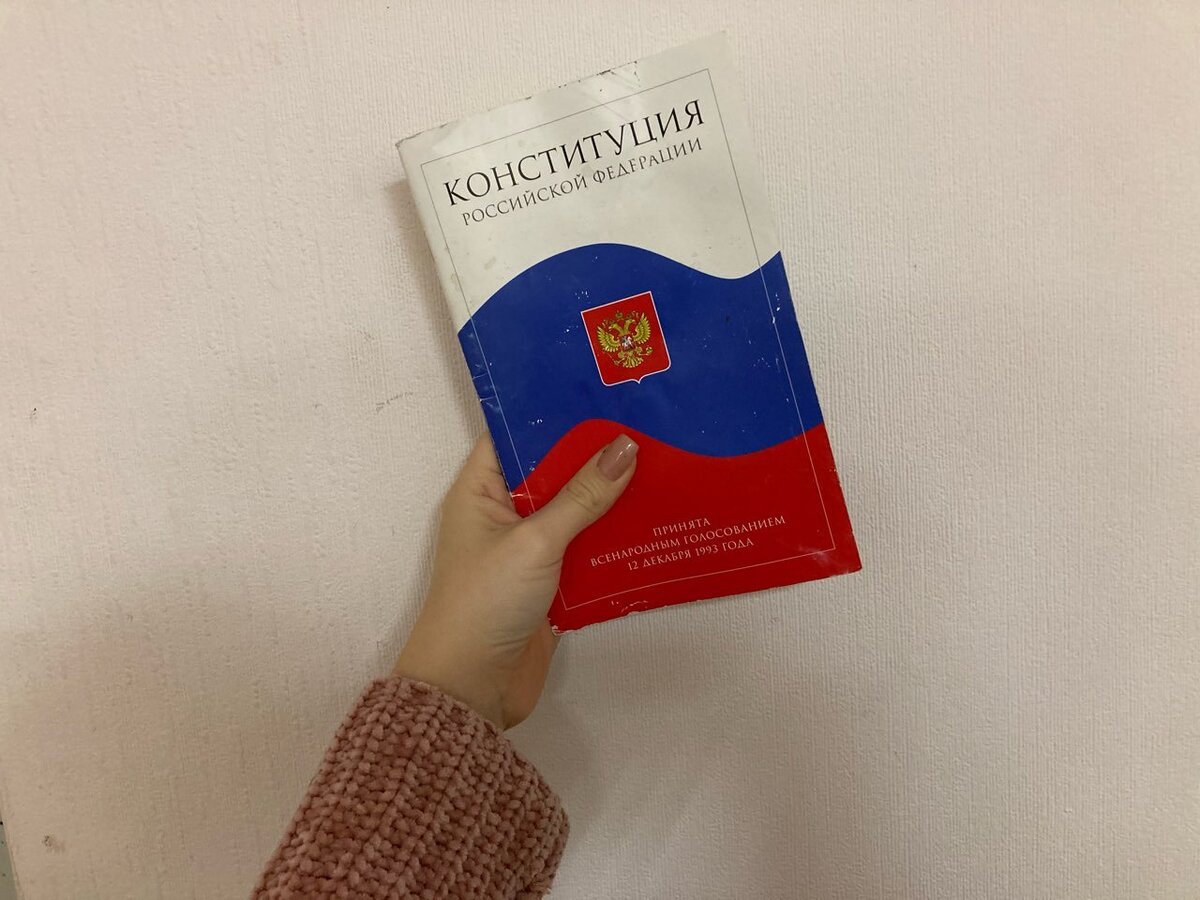 КОНСТИТУЦИЯ
РОССИЙСКОЙ ФЕДЕРАЦИИ
ПРИНЯТА
ВСЕНАРОДНЫМ ГОЛОСОВАНИЕМ
12 ДЕКАБРЯ 1993 ГОДА